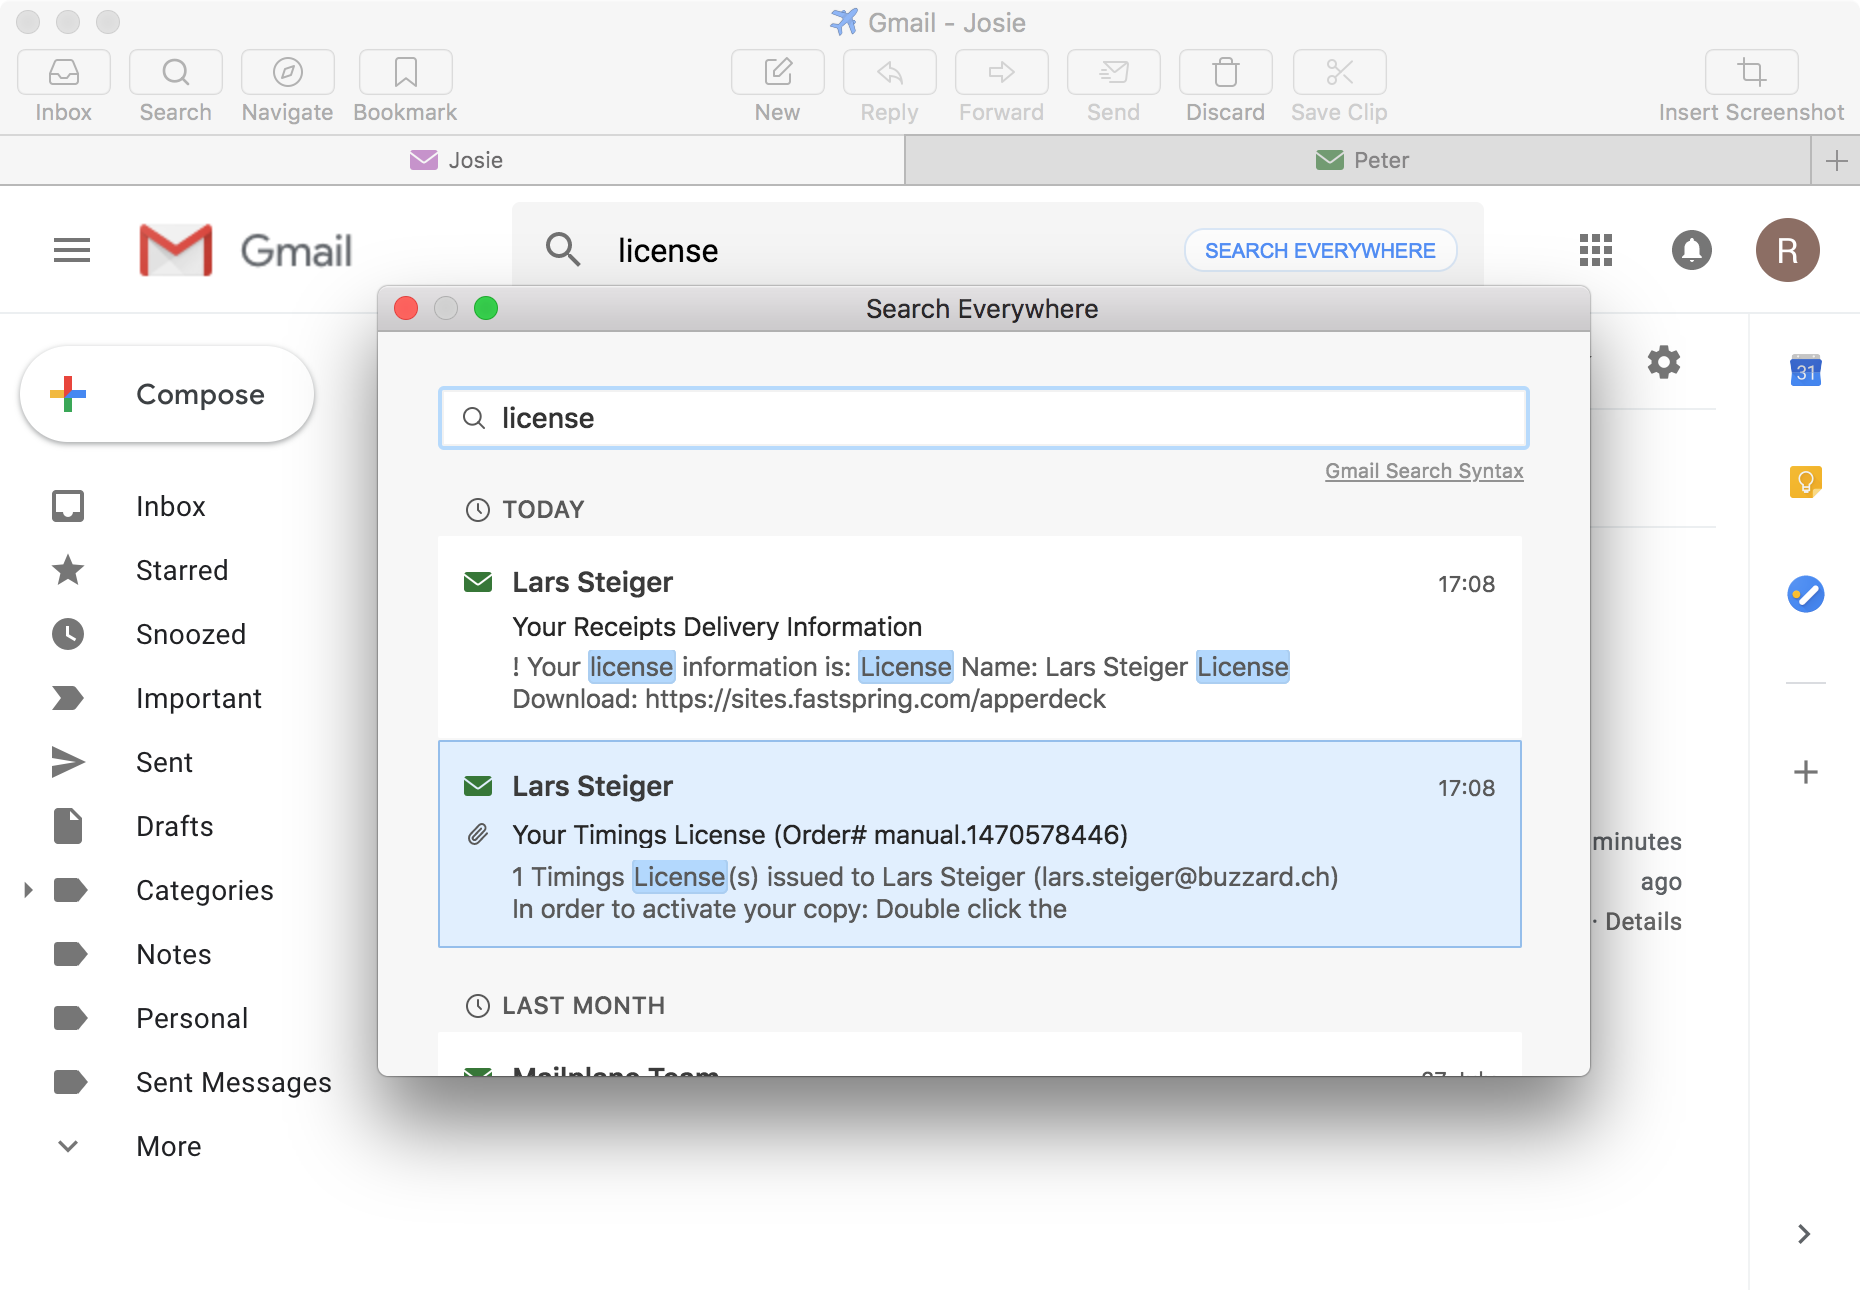 Gmail - Josie
Inbox
Search
Navigate
Bookmark
New
Reply
Forward
Send
Discard
Save Clip
Insert Screenshot
Josie
Peter
Gmail
license
SEARCH EVERYWHERE
R
Search Everywhere
license
Gmail Search Syntax
TODAY
Lars Steiger
17:08
Your Receipts Delivery Information
! Your license information is: License Name: Lars Steiger License
Download: https://sites.fastspring.com/apperdeck
Lars Steiger
17:08
Your Timings License (Order# manual.1470578446)
1 Timings License(s) issued to Lars Steiger (lars.steiger@buzzard.ch)
In order to activate your copy: Double click the
LAST MONTH
Mailplane Team
Compose
Inbox
Starred
Snoozed
Important
Sent
Drafts
Categories
Notes
Personal
Sent Messages
More
31
minutes
ago
· Details